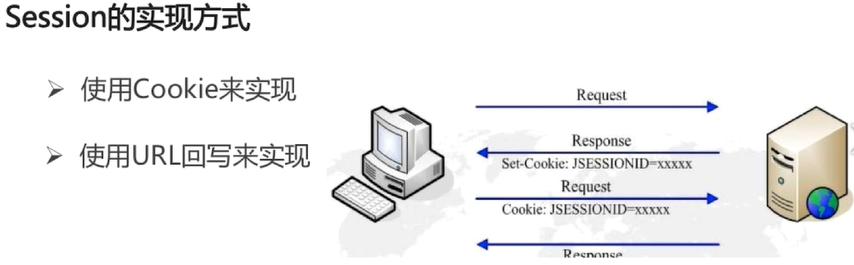 Session的实现方式
使用Cookie来实现
使用URL回写来实现
Request
Response
Set-Cookie: JSESSIONID=xxxxx
Request
Cookie: JSESSIONID=xxxxx
Response